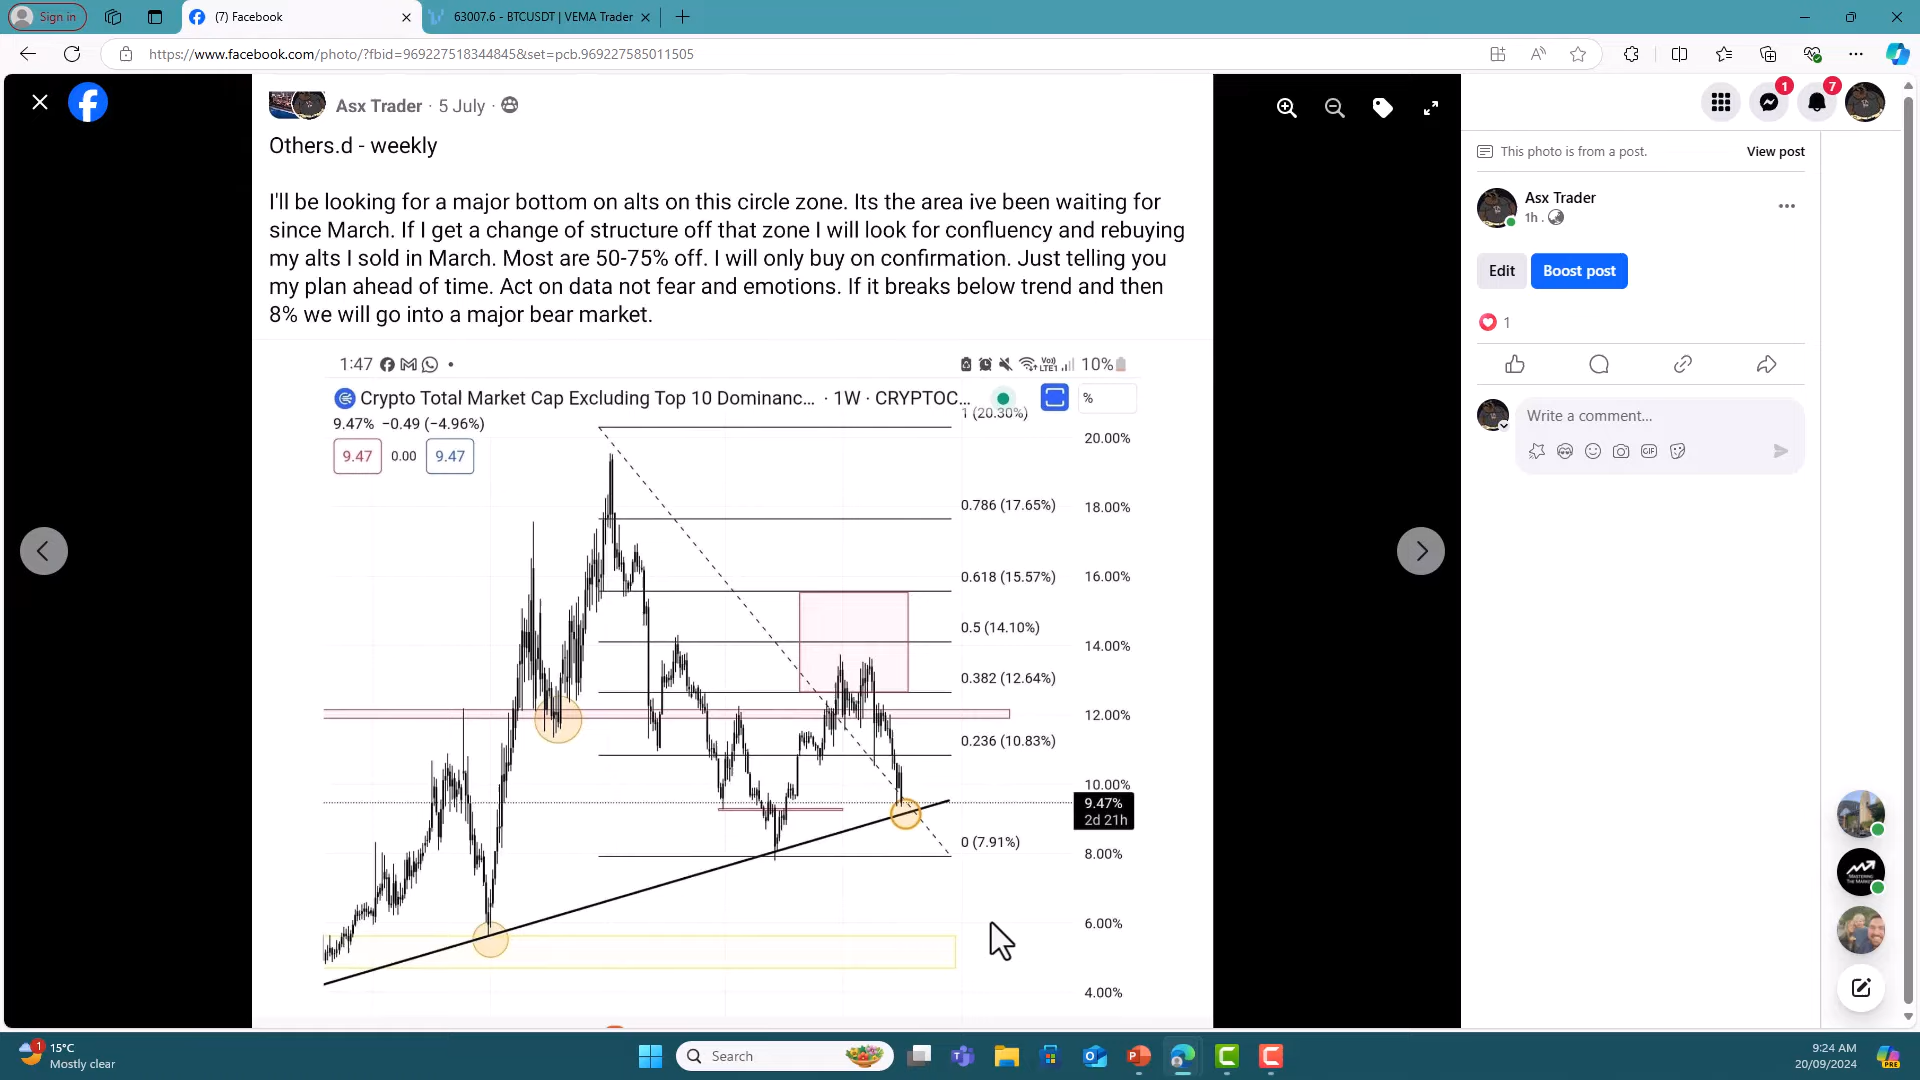 Sign in
(7) Facebook
63007.6 - BTCUSDT | VEMA Trader
https://www.facebook.com/photo/?fbid=969227518344845&set=pcb.969227585011505
Asx Trader · 5 July ·
Others.d - weekly
I'll be looking for a major bottom on alts on this circle zone. Its the area ive been waiting for
since March. If I get a change of structure off that zone I will look for confluency and rebuying
my alts I sold in March. Most are 50-75% off. I will only buy on confirmation. Just telling you
my plan ahead of time. Act on data not fear and emotions. If it breaks below trend and then
8% we will go into a major bear market.
1:47
10%
Crypto Total Market Cap Excluding Top 10 Dominanc... · 1W · CRYPTOC...
%
9.47% −0.49 (−4.96%)
9.47
0.00
9.47
1 (20.30%)
20.00%
0.786 (17.65%)
18.00%
0.618 (15.57%)
16.00%
0.5 (14.10%)
14.00%
0.382 (12.64%)
12.00%
0.236 (10.83%)
10.00%
9.47%
2d 21h
0 (7.91%)
8.00%
6.00%
4.00%
1
7
This photo is from a post.
View post
Asx Trader
1h ·
Edit
Boost post
1
Write a comment...
GIF
MASTERING
THE MARKET
1
15°C
Mostly clear
Search
9:24 AM
20/09/2024
PRE